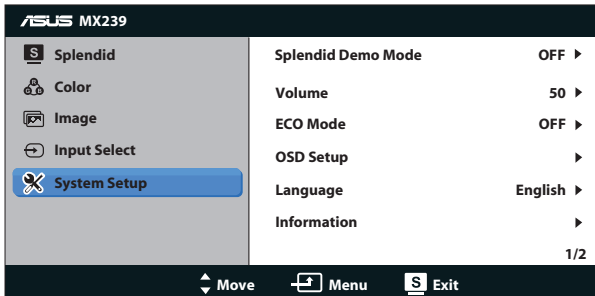 ASUS MX239
S Splendid
Color
Image
Input Select
System Setup
Splendid Demo Mode OFF
Volume 50
ECO Mode OFF
OSD Setup
Language English
Information
1/2
Move Menu S Exit